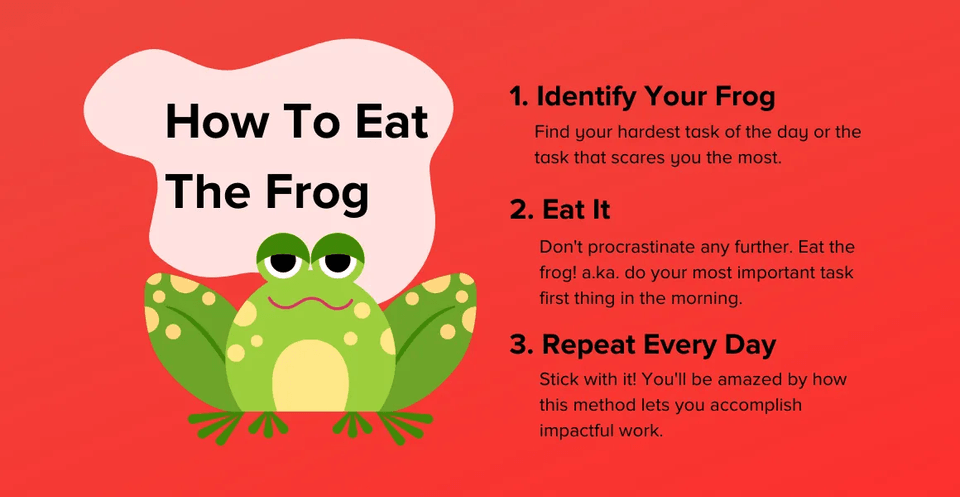 How To Eat
The Frog
1. Identify Your Frog
Find your hardest task of the day or the
task that scares you the most.
2. Eat It
Don't procrastinate any further. Eat the
frog! a.ka. do your most important task
first thing in the morning.
3. Repeat Every Day
Stick with it! You'll be amazed by how
this method lets you accomplish
impactful work.